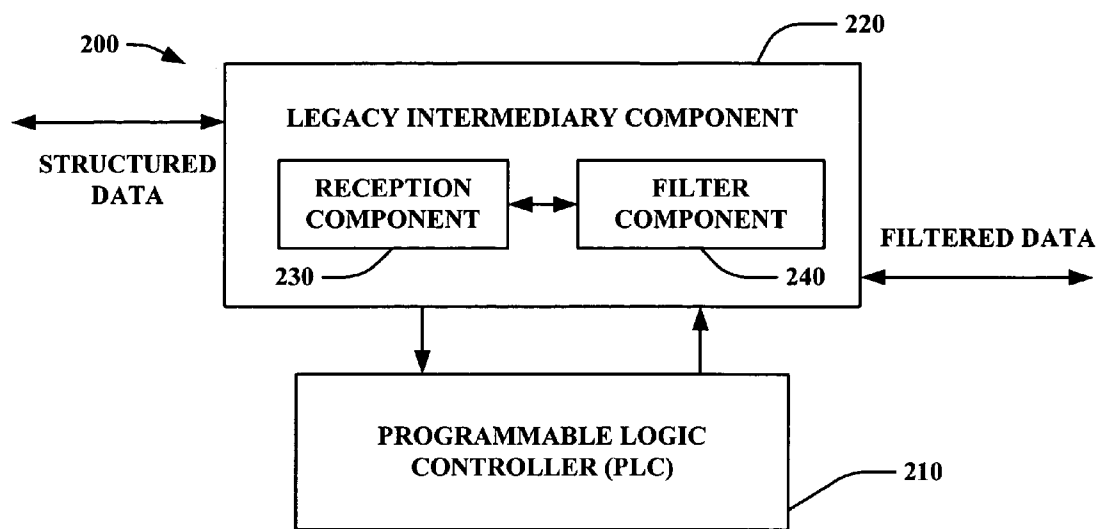 200
220
LEGACY INTERMEDIARY COMPONENT
STRUCTURED
DATA
RECEPTION
COMPONENT
FILTER
COMPONENT
FILTERED DATA
230
240
PROGRAMMABLE LOGIC
CONTROLLER (PLC)
210